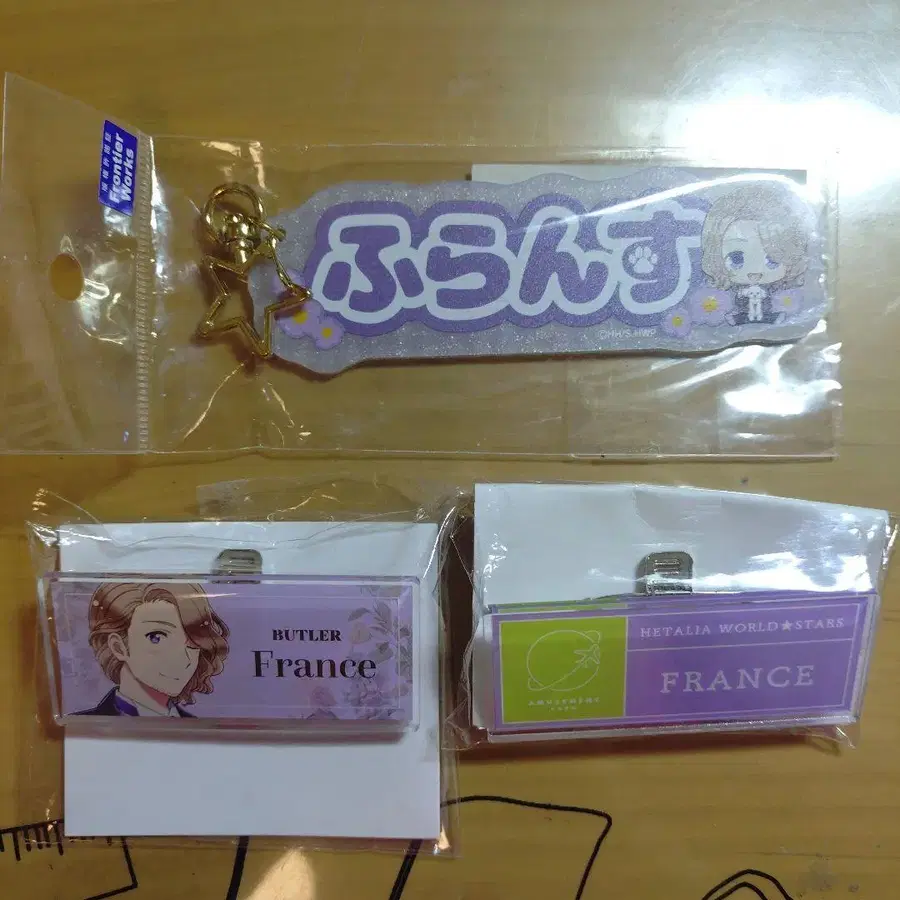 Frontier
Works
ふらんす
BUTLER
France
HETALIA WORLD★STARS
FRANCE